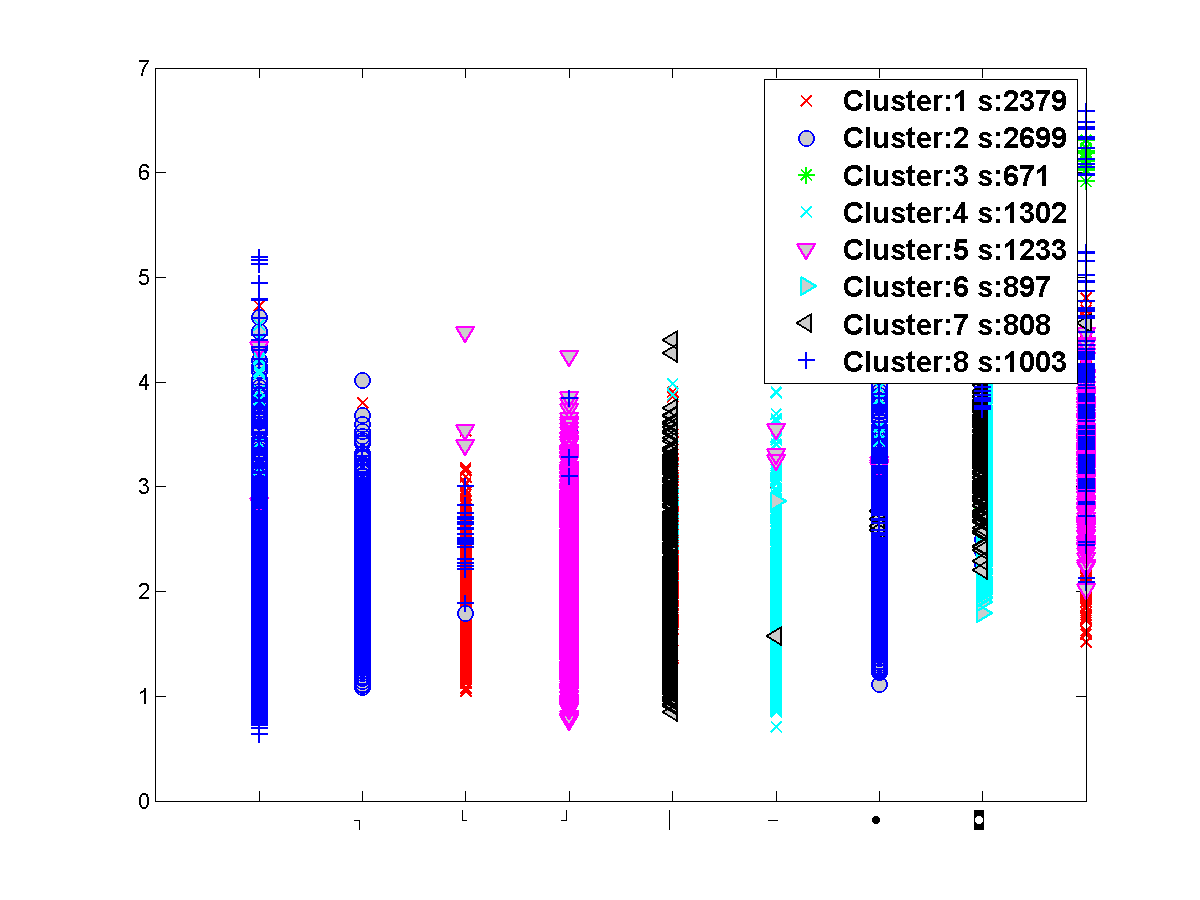 7
6
5
4
3
2
1
0
Cluster:1 s:2379
Cluster:2 s:2699
Cluster:3 s:671
Cluster:4 s:1302
Cluster:5 s:1233
Cluster:6 s:897
Cluster:7 s:808
Cluster:8 s:1003
┐ └ ┘ │ ─ • ◘